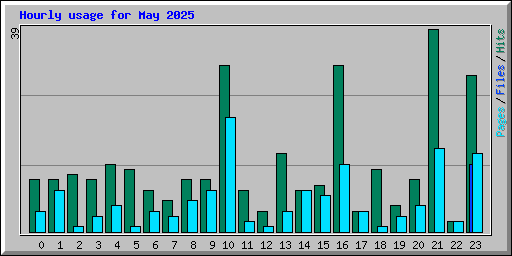 Hourly usage for May 2025
39
Pages / Files / Hits
0 1 2 3 4 5 6 7 8 9 10 11 12 13 14 15 16 17 18 19 20 21 22 23